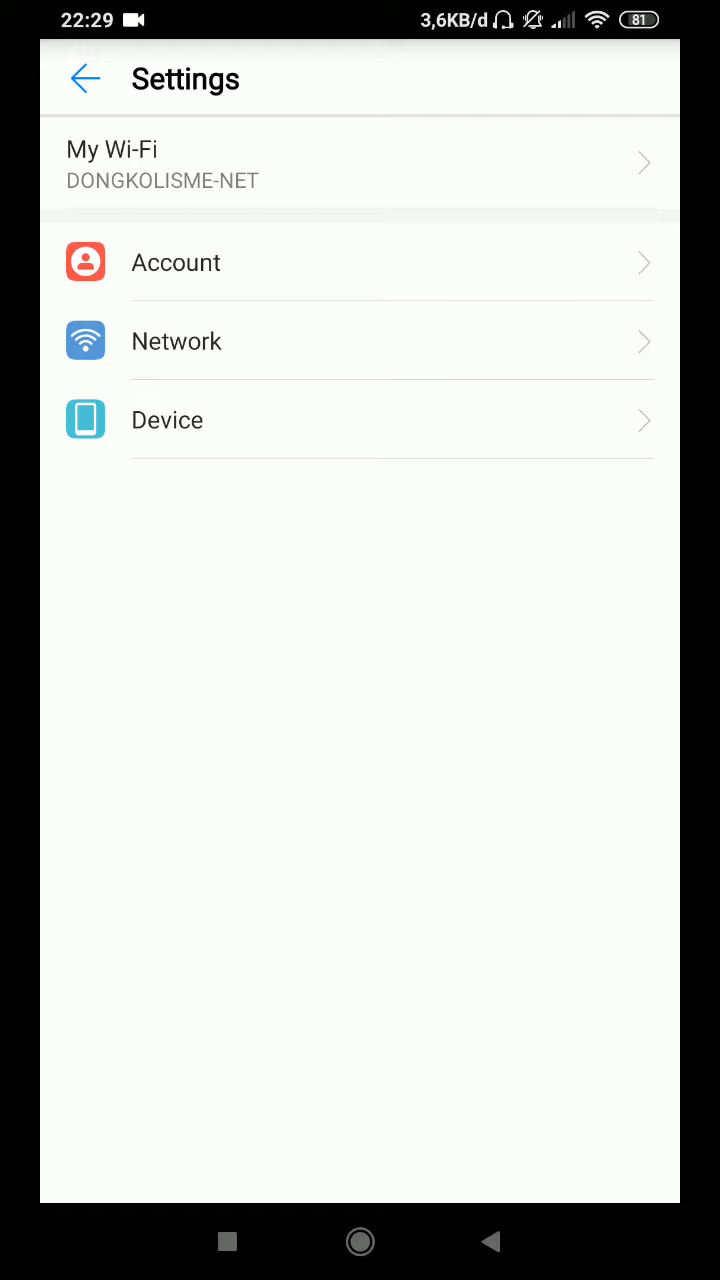 22:29 3,6KB/d 81
Settings
My Wi-Fi
DONGKOLISME-NET
Account
Network
Device